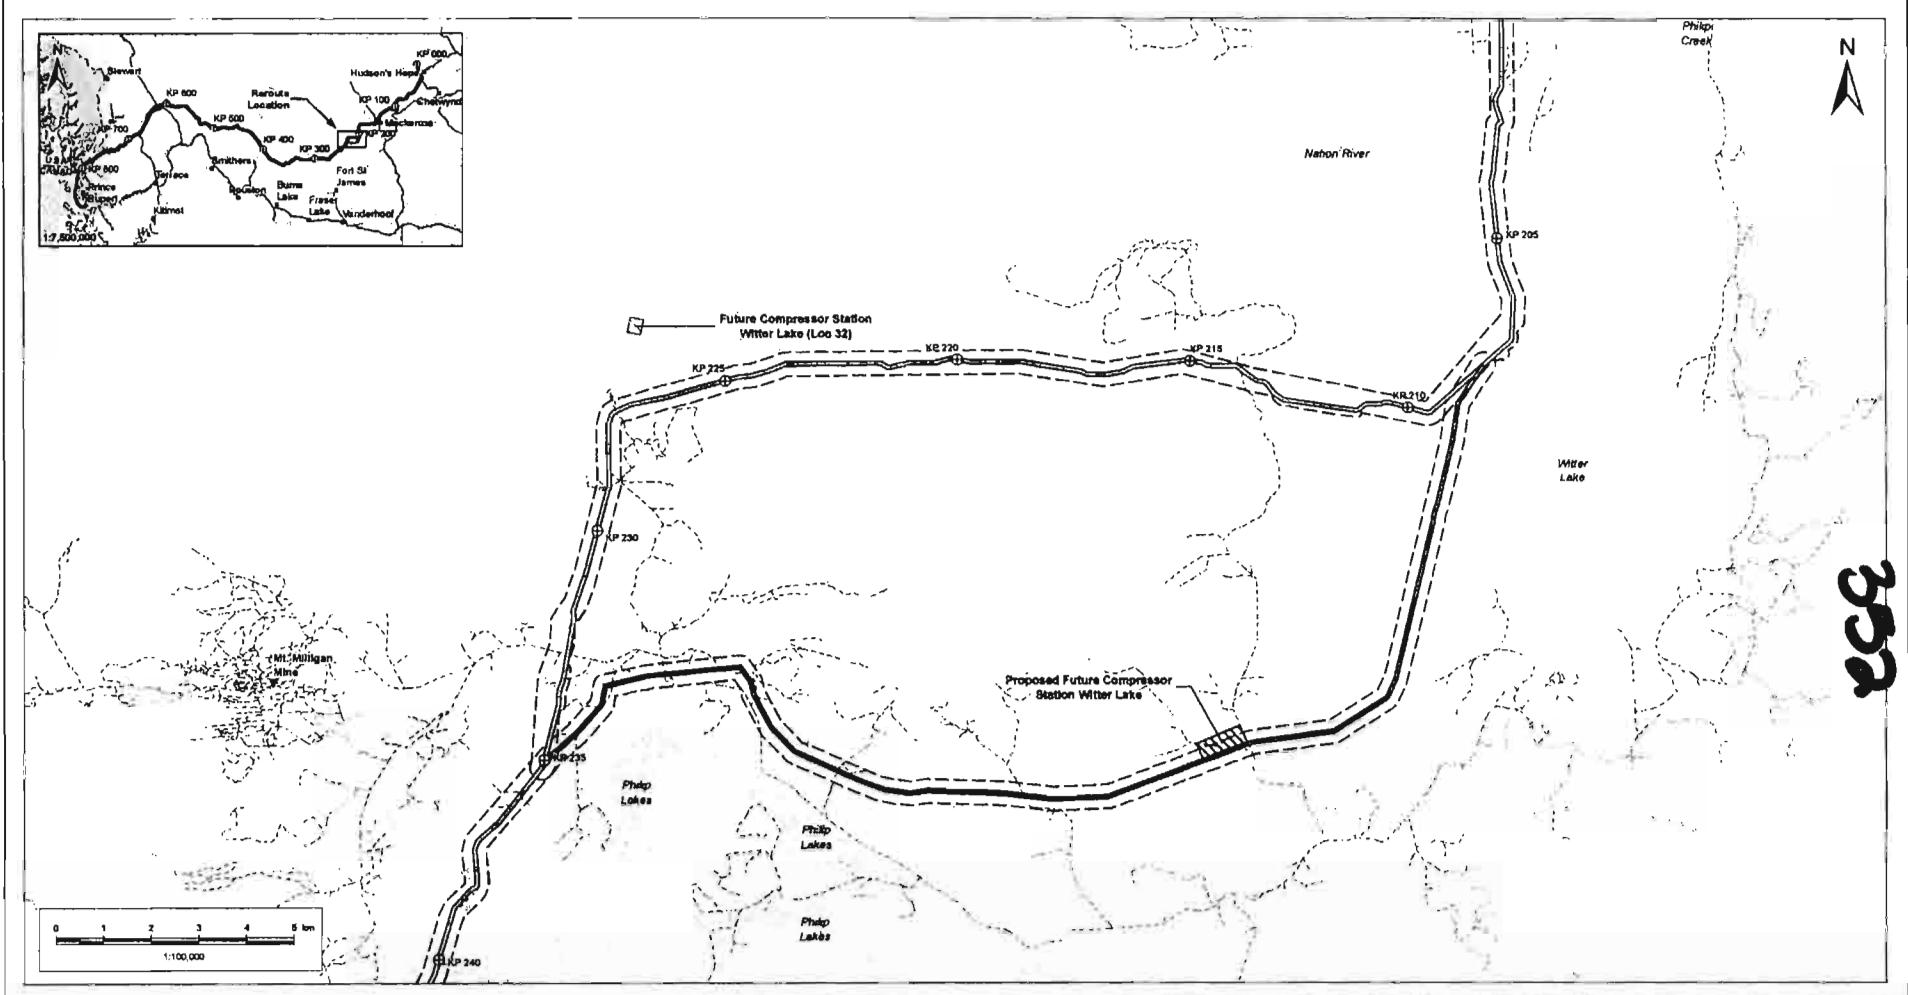 N
Stewart
KP 000
Hudson's Hope
KP 600
Reroute
Location
KP 100
Chetwynd
KP 500
Mackenzie
KP 700
KP 400
KP 200
KP 300
U.S.A
Smithers
KP 800
Fort St
James
Terrace
Prince
Rupert
Houston
Burns
Lake
Fraser
Lake
Vanderhoof
Kitimat
1:7,500,000
Philip
Creek
N
Nation River
KP 205
Future Compressor Station
Witter Lake (Loc 32)
KP 220
KP 215
KP 225
KP 210
Witter
Lake
KP 230
252
Mt. Milligan
Mine
Proposed Future Compressor
Station Witter Lake
KP 235
Philip
Lakes
Philip
Lakes
Philip
Lakes
0 1 2 3 4 5 km
1:100,000
KP 240